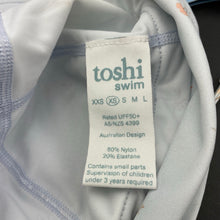 toshi
swim
XXS XS S M L
Rated UPF50+
AS/NZS 4399
Australian Design
80% Nylon
20% Elastane
Contains small parts
Supervision of children
under 3 years required